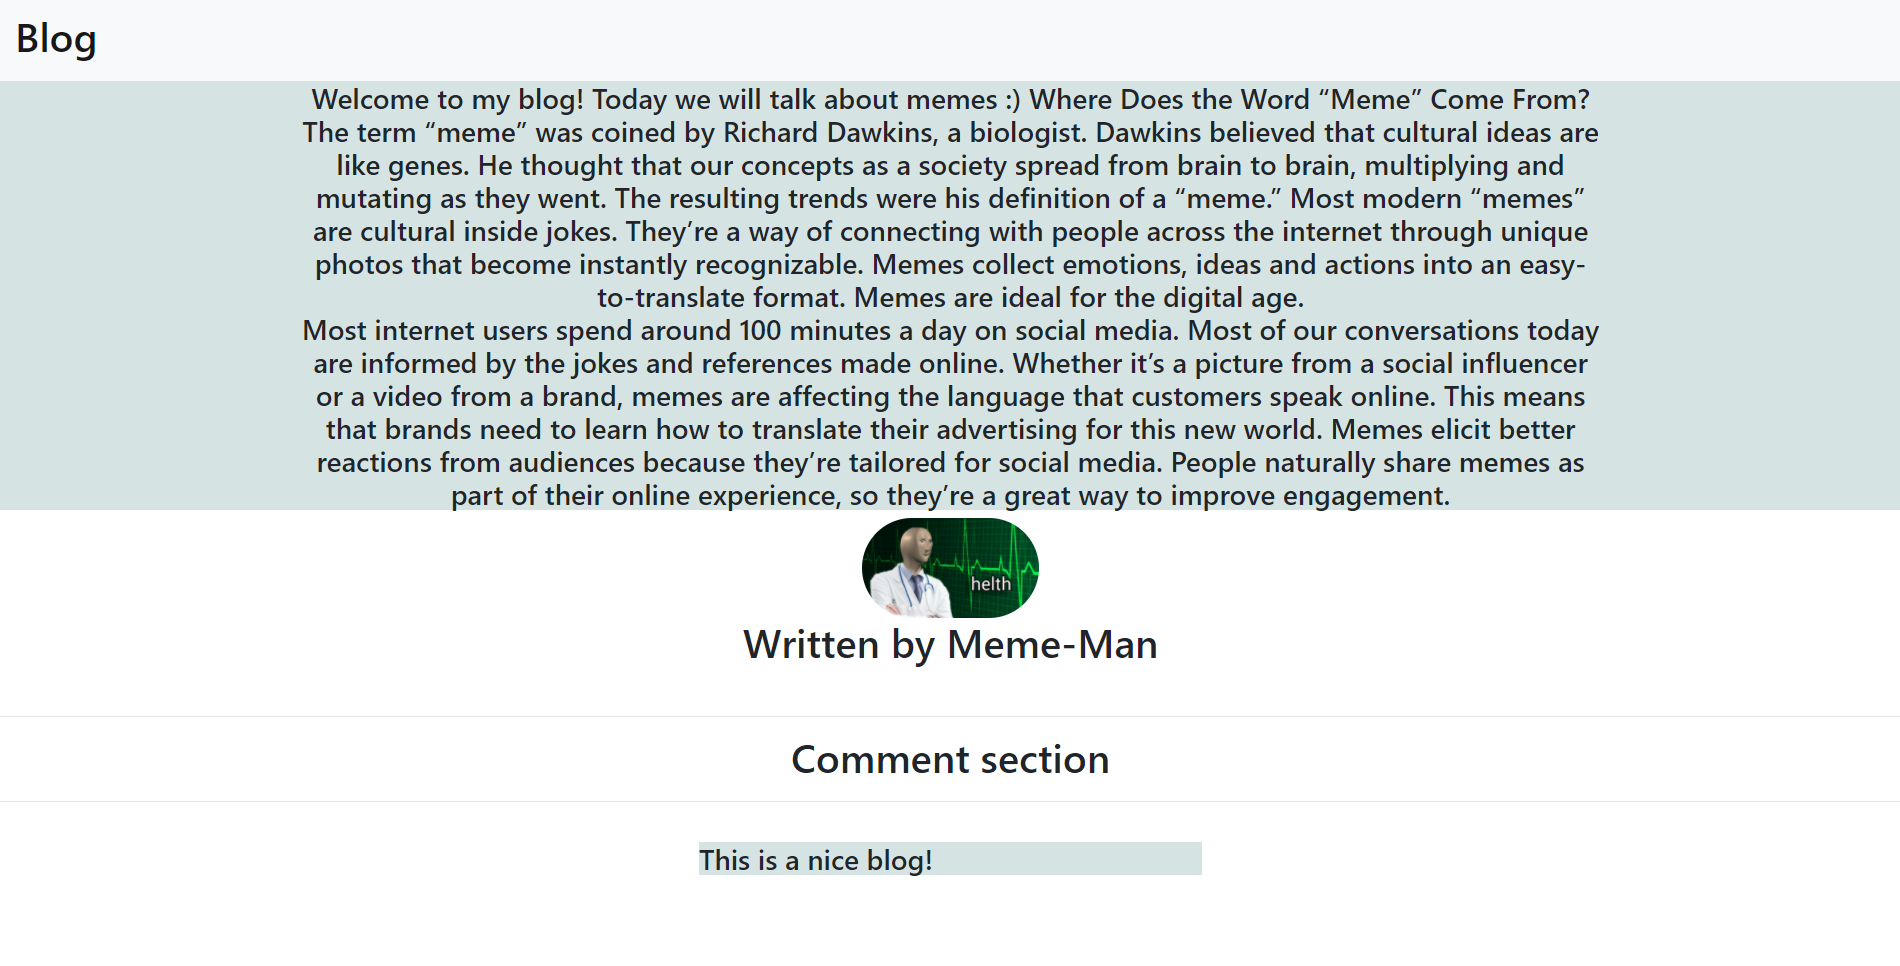 Blog
Welcome to my blog! Today we will talk about memes :) Where Does the Word “Meme” Come From?
The term “meme” was coined by Richard Dawkins, a biologist. Dawkins believed that cultural ideas are
like genes. He thought that our concepts as a society spread from brain to brain, multiplying and
mutating as they went. The resulting trends were his definition of a “meme.” Most modern “memes”
are cultural inside jokes. They’re a way of connecting with people across the internet through unique
photos that become instantly recognizable. Memes collect emotions, ideas and actions into an easy-
to-translate format. Memes are ideal for the digital age.
Most internet users spend around 100 minutes a day on social media. Most of our conversations today
are informed by the jokes and references made online. Whether it’s a picture from a social influencer
or a video from a brand, memes are affecting the language that customers speak online. This means
that brands need to learn how to translate their advertising for this new world. Memes elicit better
reactions from audiences because they’re tailored for social media. People naturally share memes as
part of their online experience, so they’re a great way to improve engagement.
helth
Written by Meme-Man
Comment section
This is a nice blog!